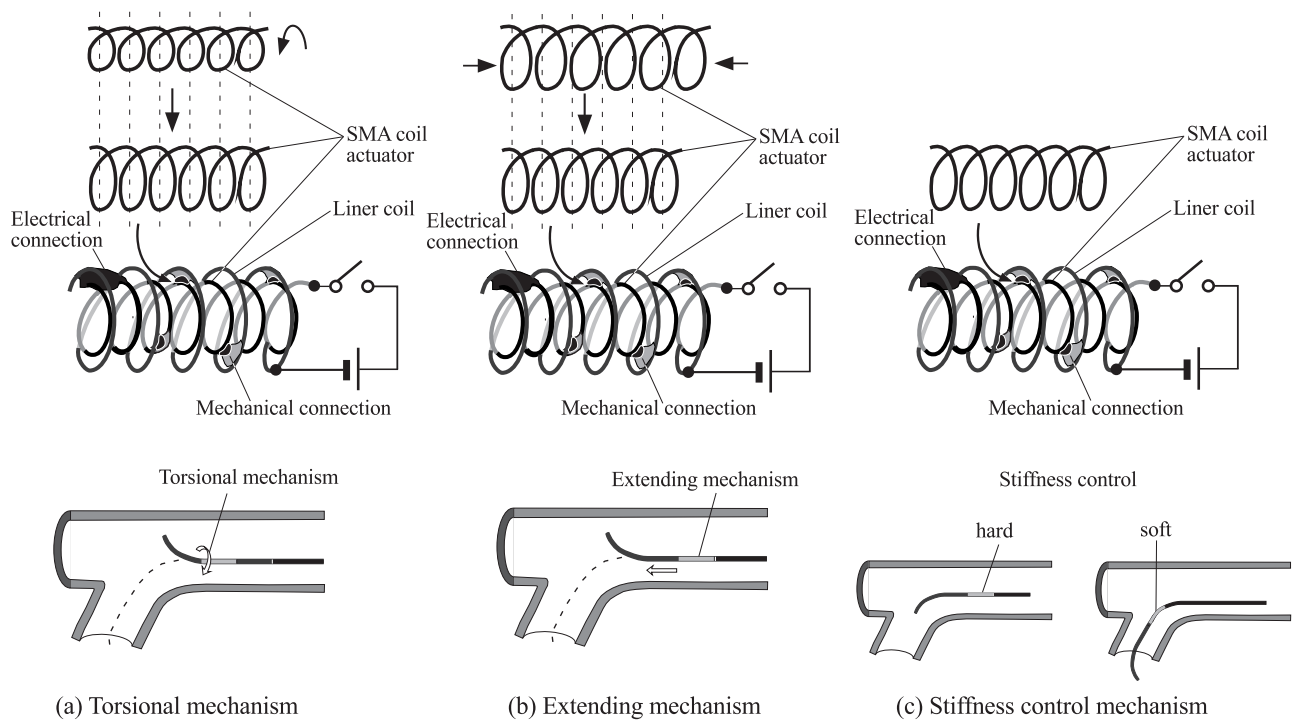 SMA coil
actuator
Electrical
connection
Liner coil
Mechanical connection
Torsional mechanism
(a) Torsional mechanism
SMA coil
actuator
Electrical
connection
Liner coil
Mechanical connection
Extending mechanism
(b) Extending mechanism
SMA coil
actuator
Electrical
connection
Liner coil
Mechanical connection
Stiffness control
hard
soft
(c) Stiffness control mechanism